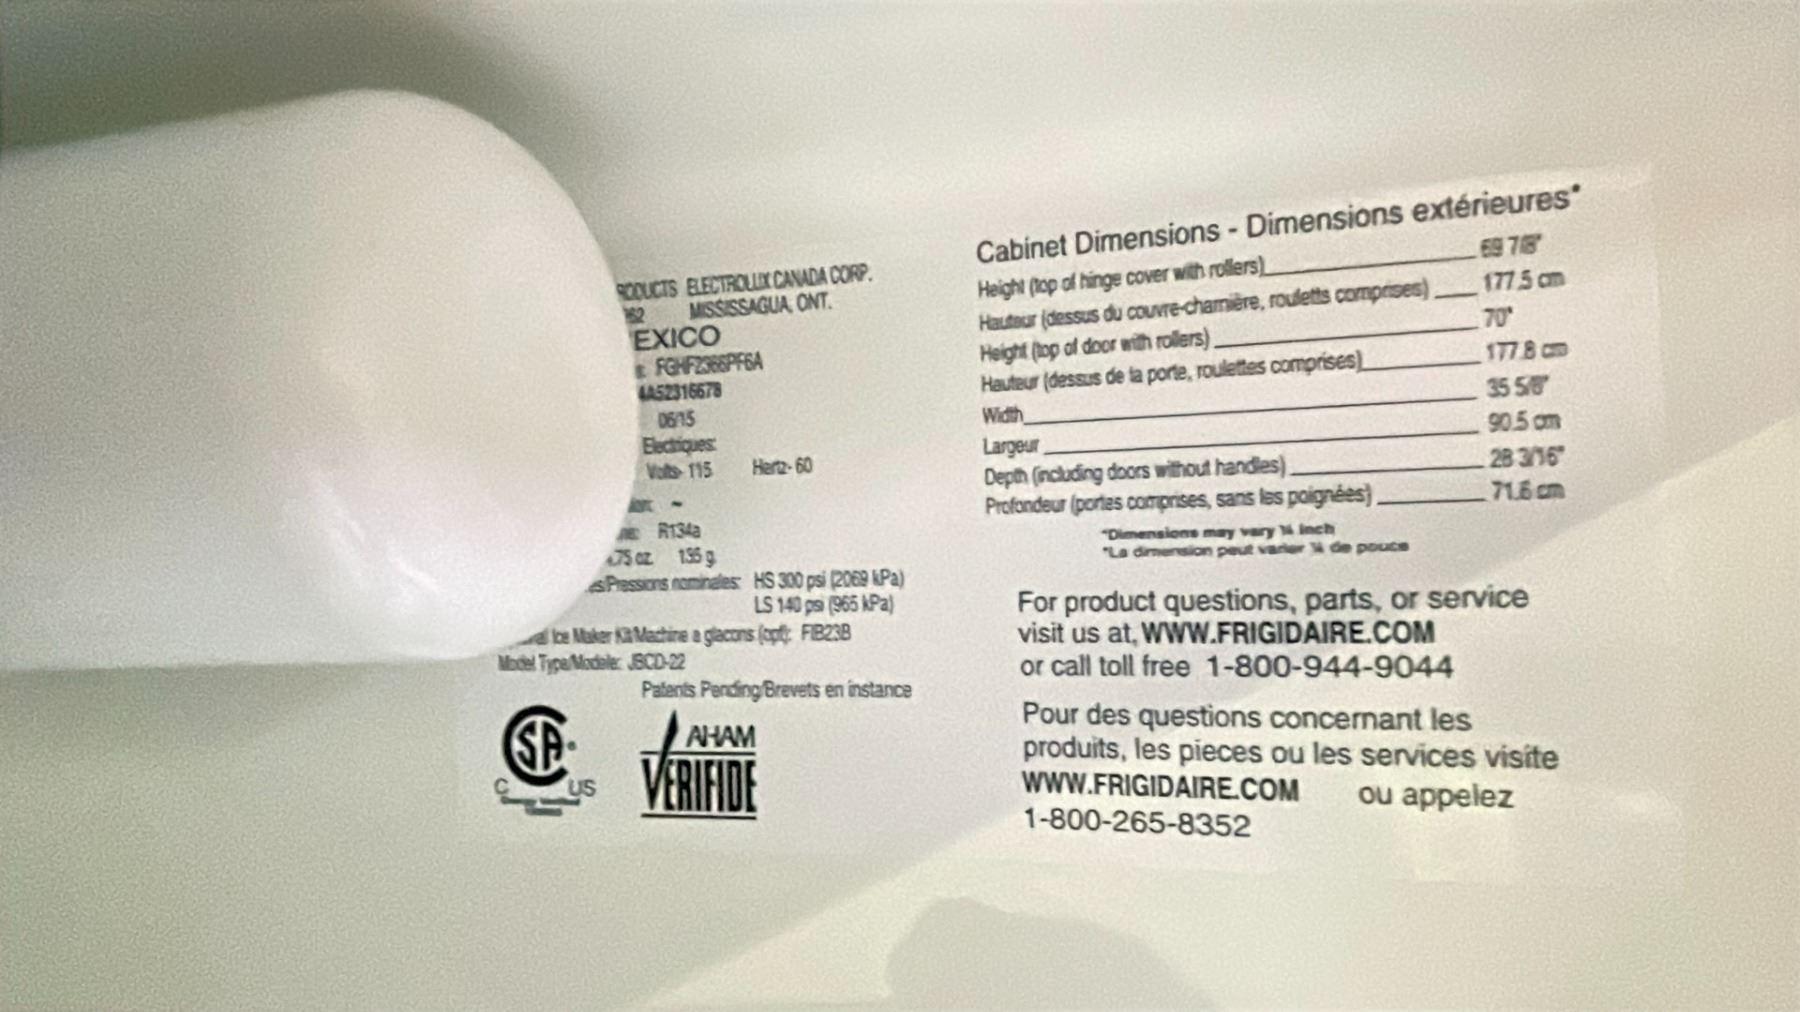 RODUCTS ELECTROLUX CANADA CORP.
MISSISSAGUA, ONT.
EXICO
FGHF2366PF6A
4A52316678
06/15
Electriques:
Volts- 115 Hertz- 60
~
R134a
.75 oz. 135 g.
es/Pressions nominales: HS 300 psi (2069 kPa)
LS 140 psi (965 kPa)
al Ice Maker Kit/Machine a glacons (opt): FIB23B
Model Type/Modele: JBCD-22
Patents Pending/Brevets en instance
CSA
C US
AHAM
VERIFIDE
Cabinet Dimensions - Dimensions extérieures*
Height (top of hinge cover with rollers) 69 7/8"
Hauteur (dessus du couvre-charnière, rouletts comprises) 177.5 cm
Height (top of door with rollers) 70"
Hauteur (dessus de la porte, roulettes comprises) 177.8 cm
Width 35 5/8"
Largeur 90.5 cm
Depth (including doors without handles) 28 3/16"
Profondeur (portes comprises, sans les poignées) 71.6 cm
*Dimensions may vary ¼ inch
*La dimension peut varier ¼ de pouce
For product questions, parts, or service
visit us at, WWW.FRIGIDAIRE.COM
or call toll free 1-800-944-9044
Pour des questions concernant les
produits, les pieces ou les services visite
WWW.FRIGIDAIRE.COM ou appelez
1-800-265-8352